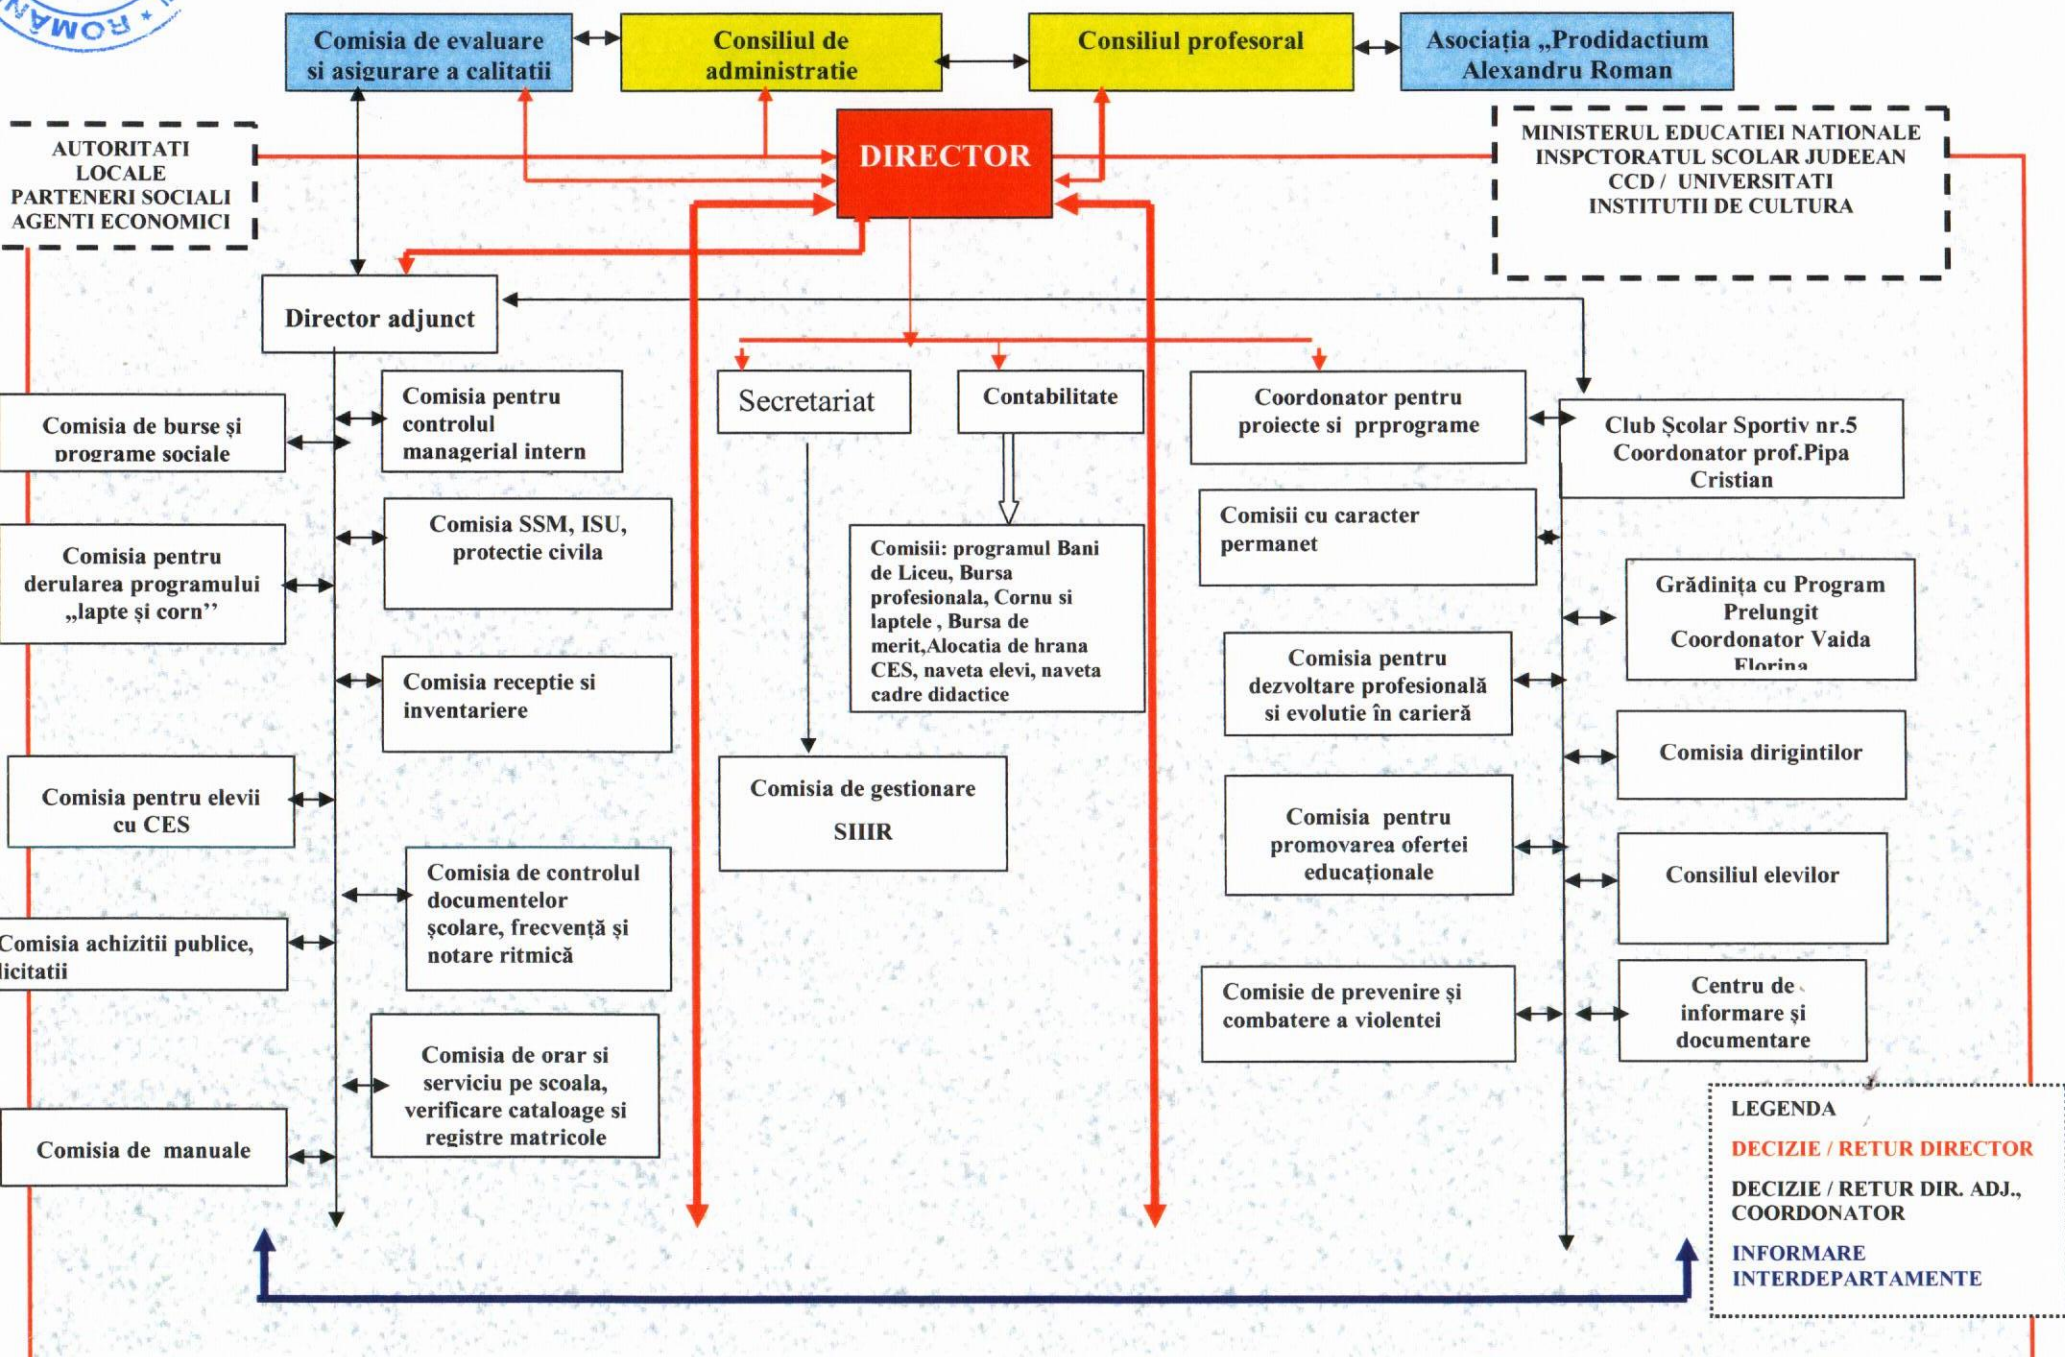 ROMÂN
Comisia de evaluare
si asigurare a calitatii
Consiliul de
administratie
Consiliul profesoral
Asociația „Prodidactium
Alexandru Roman
AUTORITATI
LOCALE
PARTENERI SOCIALI
AGENTI ECONOMICI
DIRECTOR
MINISTERUL EDUCATIEI NATIONALE
INSPCTORATUL SCOLAR JUDEEAN
CCD / UNIVERSITATI
INSTITUTII DE CULTURA
Director adjunct
Comisia de burse și
programe sociale
Comisia pentru
controlul
managerial intern
Secretariat
Contabilitate
Coordonator pentru
proiecte si prprograme
Club Școlar Sportiv nr.5
Coordonator prof.Pipa
Cristian
Comisia pentru
derularea programului
„lapte și corn’’
Comisia SSM, ISU,
protectie civila
Comisii: programul Bani
de Liceu, Bursa
profesionala, Cornu si
laptele , Bursa de
merit,Alocatia de hrana
CES, naveta elevi, naveta
cadre didactice
Comisii cu caracter
permanet
Grădinița cu Program
Prelungit
Coordonator Vaida
Florina
Comisia receptie si
inventariere
Comisia pentru
dezvoltare profesională
si evolutie în carieră
Comisia dirigintilor
Comisia pentru elevii
cu CES
Comisia de gestionare
SIIIR
Comisia pentru
promovarea ofertei
educaționale
Consiliul elevilor
Comisia de controlul
documentelor
școlare, frecvență și
notare ritmică
Comisia achizitii publice,
licitatii
Comisie de prevenire și
combatere a violentei
Centru de
informare și
documentare
Comisia de orar si
serviciu pe scoala,
verificare cataloage si
registre matricole
Comisia de manuale
LEGENDA
DECIZIE / RETUR DIRECTOR
DECIZIE / RETUR DIR. ADJ.,
COORDONATOR
INFORMARE
INTERDEPARTAMENTE